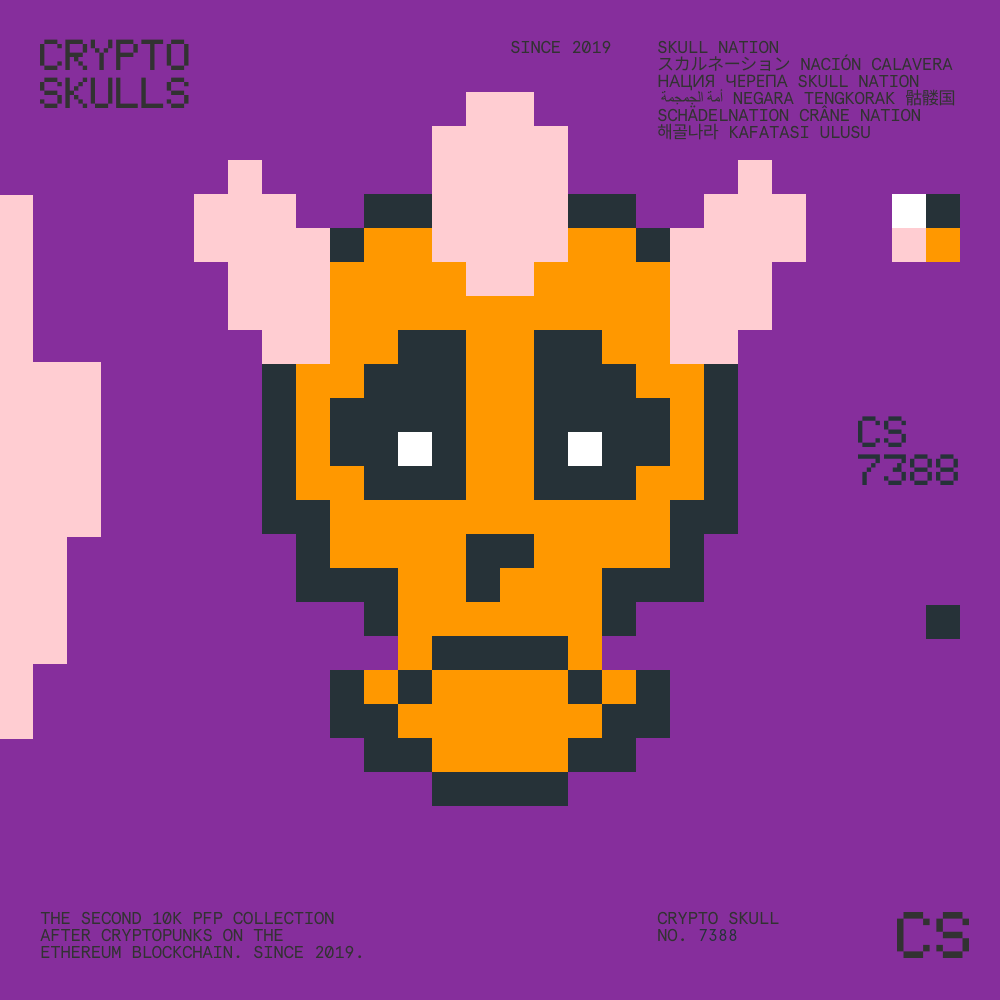 CRYPTO
SKULLS
SINCE 2019
SKULL NATION
スカルネーション NACIÓN CALAVERA
НАЦИЯ ЧЕРЕПА SKULL NATION
أمة الجمجمة NEGARA TENGKORAK 骷髅国
SCHÄDELNATION CRÂNE NATION
해골나라 KAFATASI ULUSU
CS
7388
THE SECOND 10K PFP COLLECTION
AFTER CRYPTOPUNKS ON THE
ETHEREUM BLOCKCHAIN. SINCE 2019.
CRYPTO SKULL
NO. 7388
CS